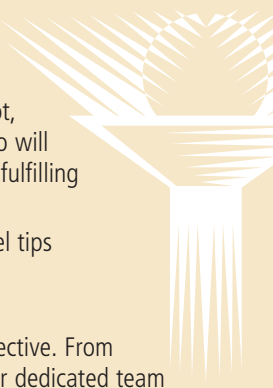 ot,
o will
fulfilling
el tips
ective. From
r dedicated team